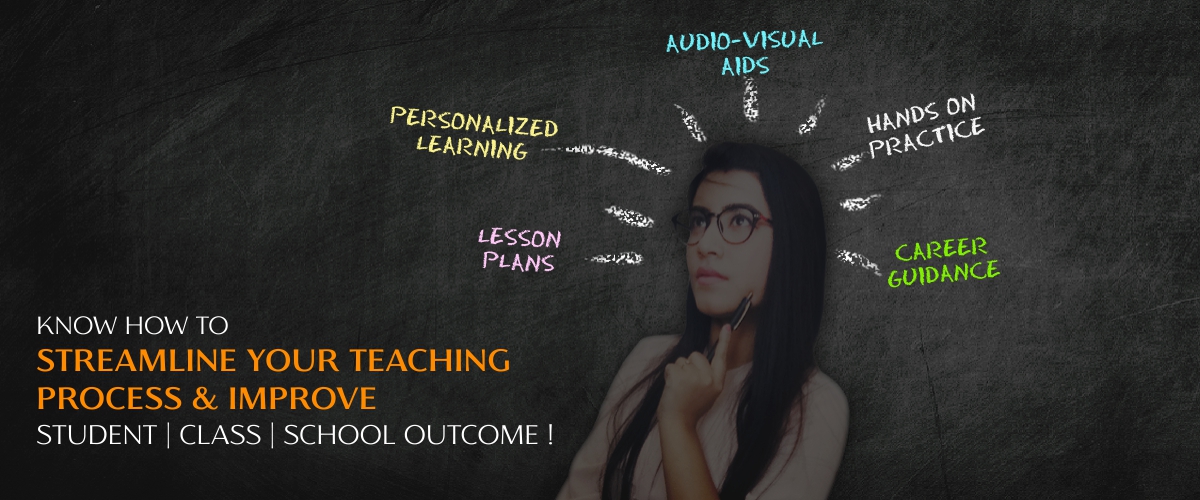 AUDIO-VISUAL
AIDS
PERSONALIZED
LEARNING
HANDS ON
PRACTICE
LESSON
PLANS
CAREER
GUIDANCE
KNOW HOW TO
STREAMLINE YOUR TEACHING
PROCESS & IMPROVE
STUDENT | CLASS | SCHOOL OUTCOME !